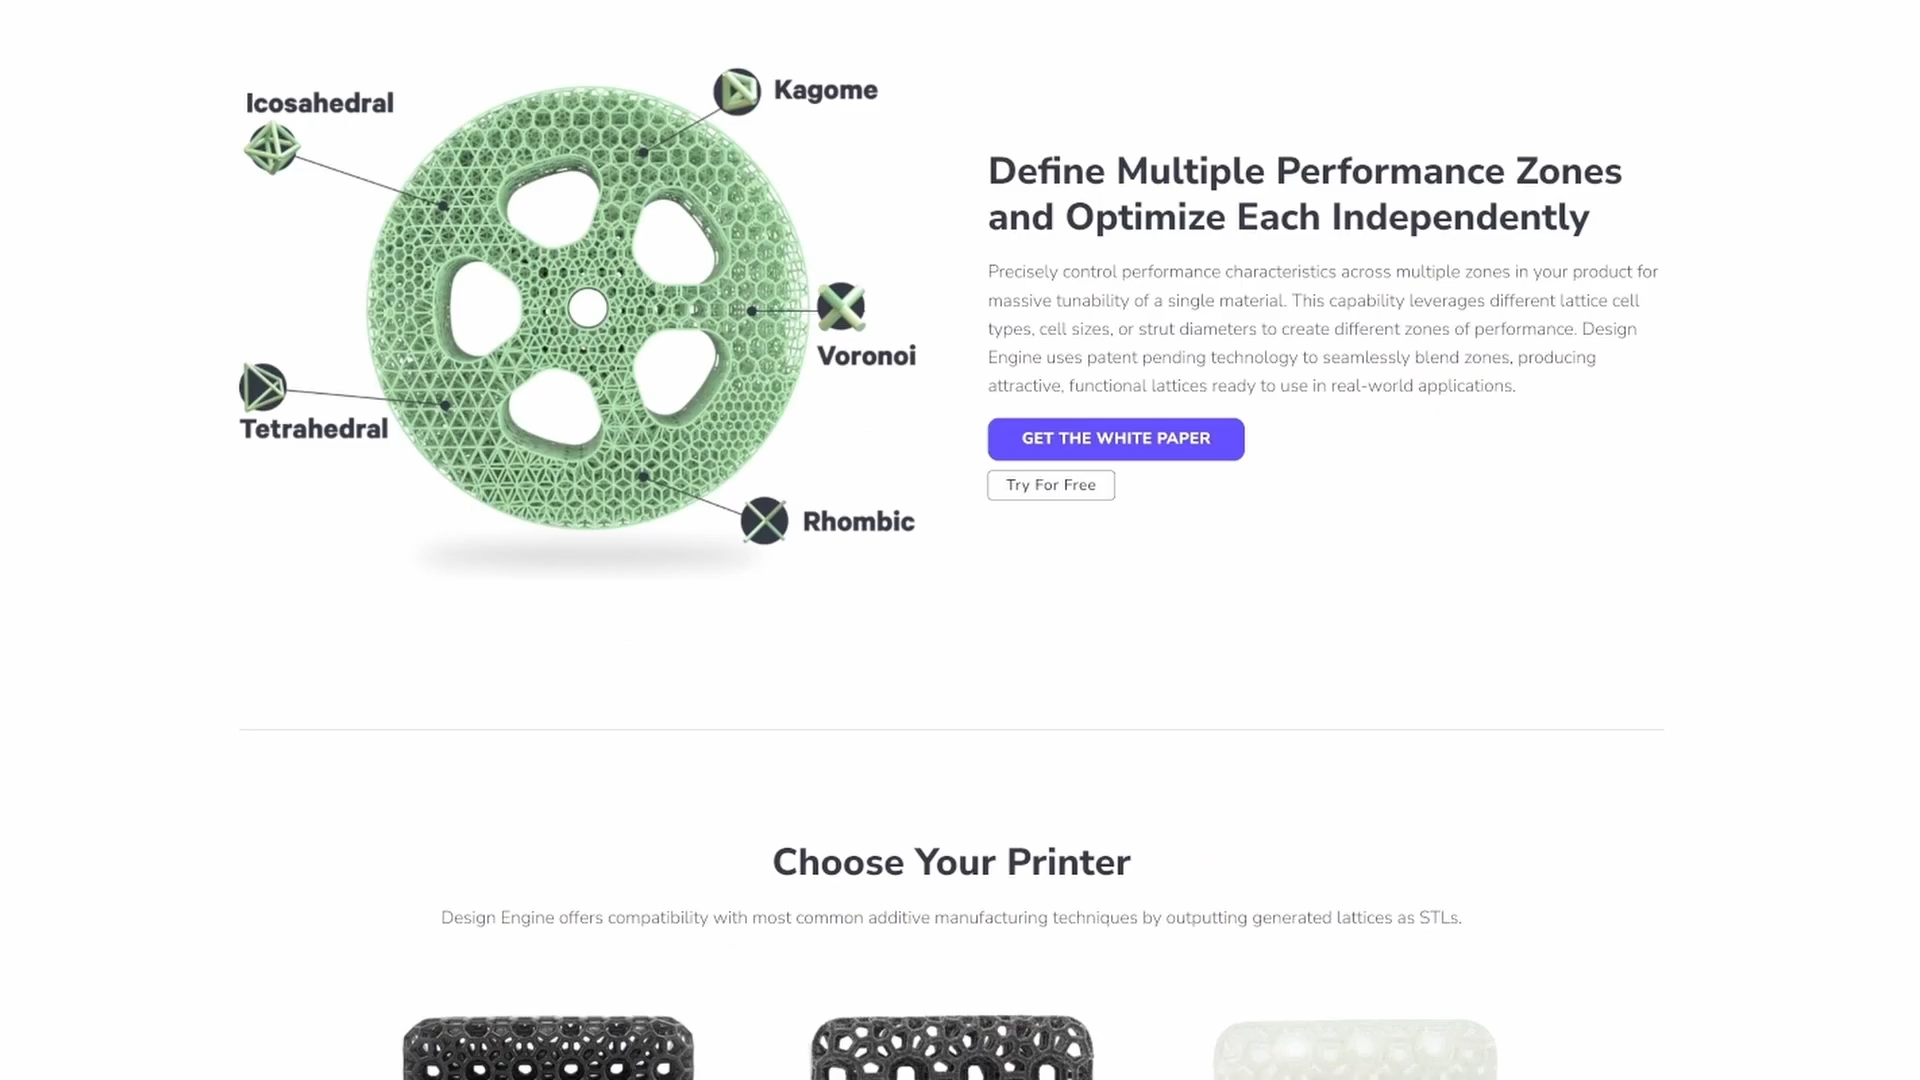 Icosahedral
Kagome
Voronoi
Tetrahedral
Rhombic
Define Multiple Performance Zones
and Optimize Each Independently
Precisely control performance characteristics across multiple zones in your product for
massive tunability of a single material. This capability leverages different lattice cell
types, cell sizes, or strut diameters to create different zones of performance. Design
Engine uses patent pending technology to seamlessly blend zones, producing
attractive, functional lattices ready to use in real-world applications.
GET THE WHITE PAPER
Try For Free
Choose Your Printer
Design Engine offers compatibility with most common additive manufacturing techniques by outputting generated lattices as STLs.